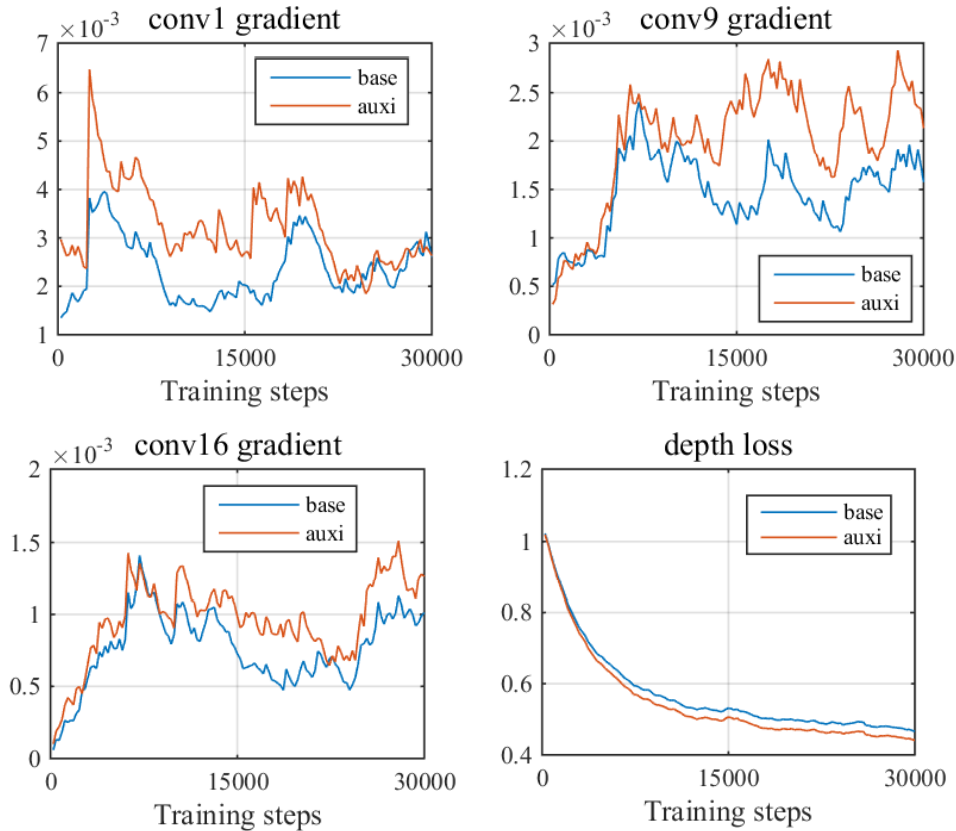 conv1 gradient
×10⁻³
7
6
5
4
3
2
1
base
auxi
0
15000
30000
Training steps
conv9 gradient
×10⁻³
3
2.5
2
1.5
1
0.5
0
base
auxi
0
15000
30000
Training steps
conv16 gradient
×10⁻³
2
1.5
1
0.5
0
base
auxi
0
15000
30000
Training steps
depth loss
1.2
1
0.8
0.6
0.4
base
auxi
0
15000
30000
Training steps